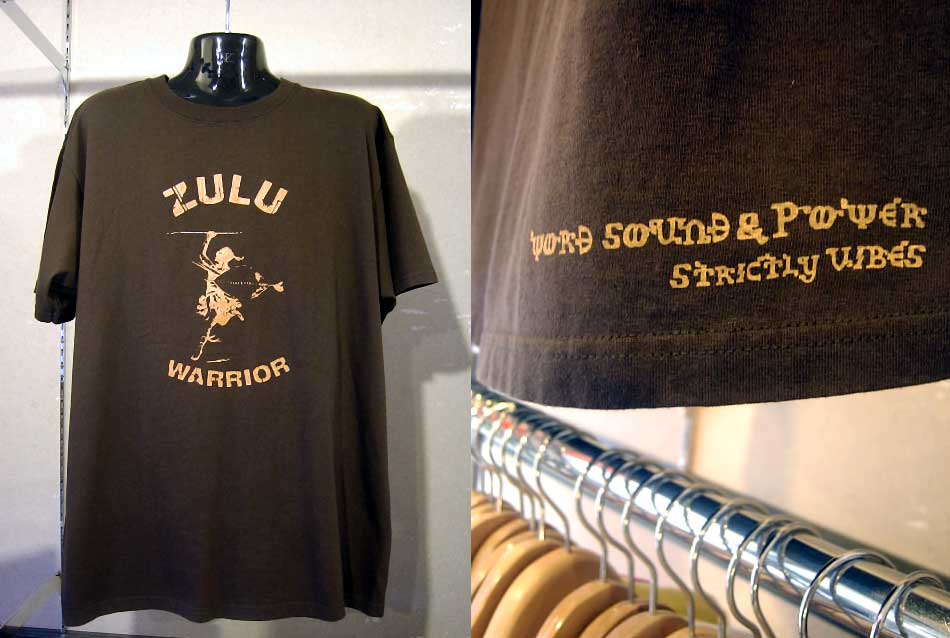 ZULU
WARRIOR
WORD SOUND & POWER
STRICTLY VIBES